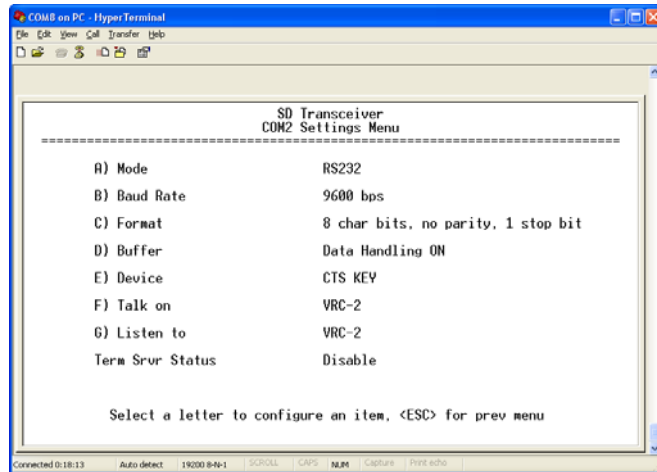 COM8 on PC - HyperTerminal
File Edit View Call Transfer Help
SD Transceiver
COM2 Settings Menu
================================================================================
A) Mode RS232
B) Baud Rate 9600 bps
C) Format 8 char bits, no parity, 1 stop bit
D) Buffer Data Handling ON
E) Device CTS KEY
F) Talk on VRC-2
G) Listen to VRC-2
Term Srvr Status Disable
Select a letter to configure an item, <ESC> for prev menu
Connected 0:18:13 Auto detect 19200 8-N-1 SCROLL CAPS NUM Capture Print echo